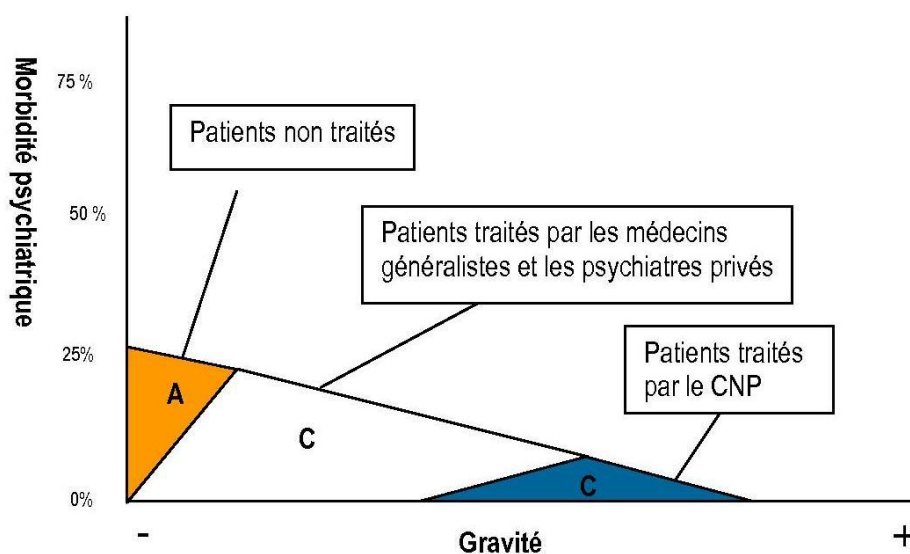 Morbidité psychiatrique
75 %
Patients non traités
50 %
Patients traités par les médecins
généralistes et les psychiatres privés
25%
Patients traités
par le CNP
A
C
C
0%
-
Gravité
+